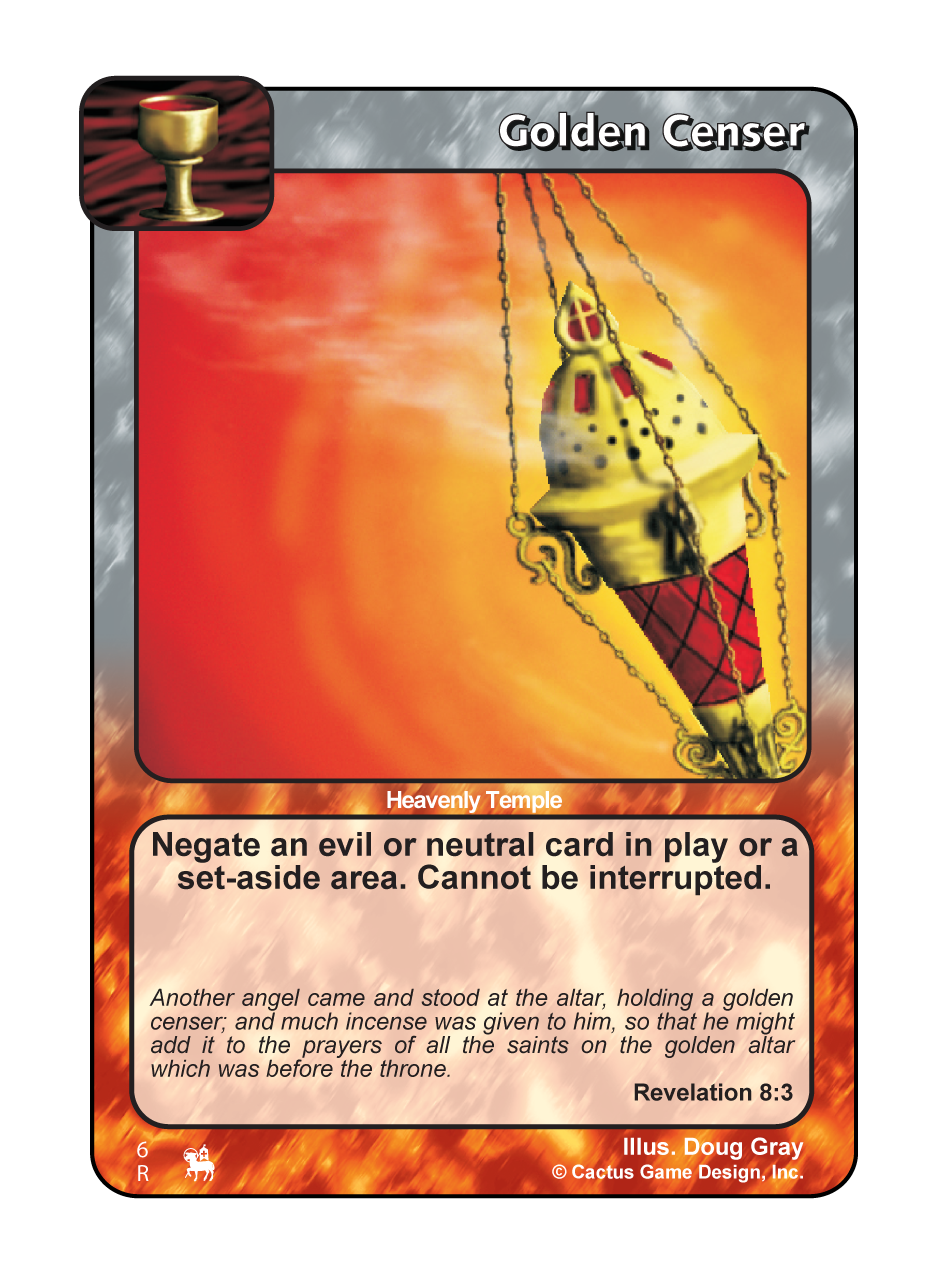 Golden Censer
Heavenly Temple
Negate an evil or neutral card in play or a
set-aside area. Cannot be interrupted.
Another angel came and stood at the altar, holding a golden
censer; and much incense was given to him, so that he might
add it to the prayers of all the saints on the golden altar
which was before the throne.
Revelation 8:3
6
R
Illus. Doug Gray
© Cactus Game Design, Inc.